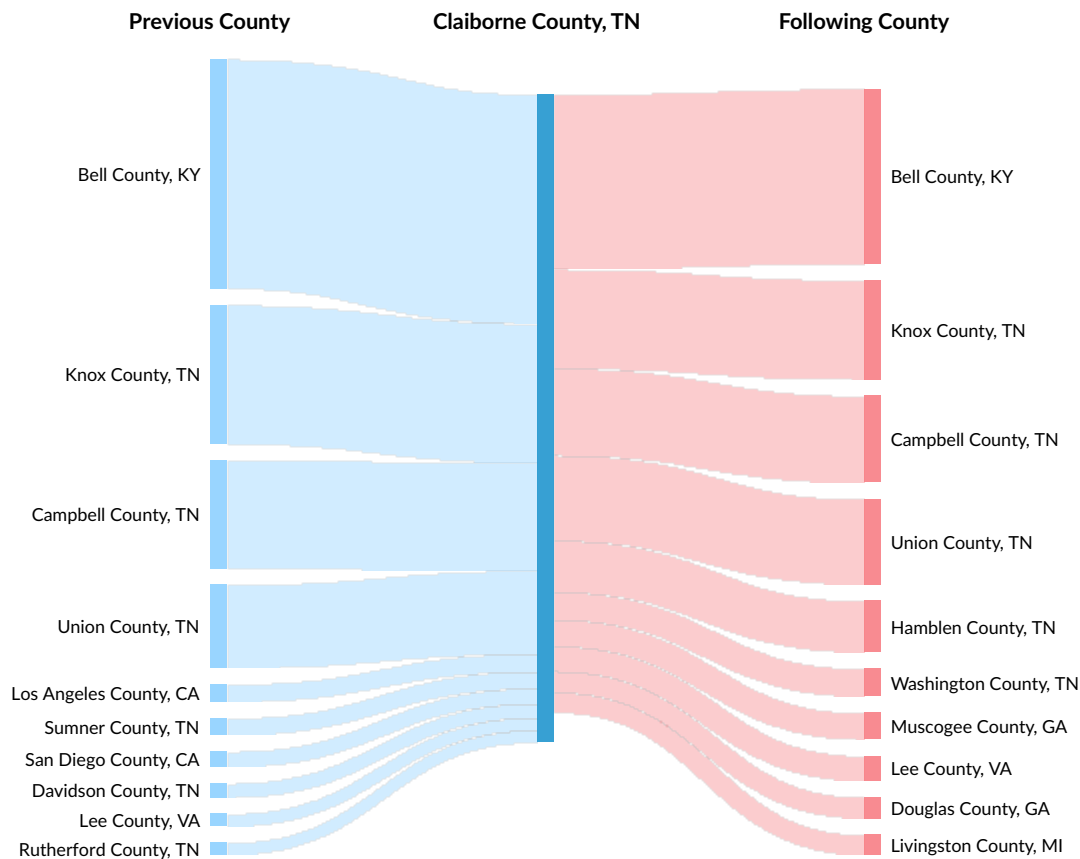 Previous County
Claiborne County, TN
Following County
Bell County, KY
Knox County, TN
Campbell County, TN
Union County, TN
Los Angeles County, CA
Sumner County, TN
San Diego County, CA
Davidson County, TN
Lee County, VA
Rutherford County, TN
Bell County, KY
Knox County, TN
Campbell County, TN
Union County, TN
Hamblen County, TN
Washington County, TN
Muscogee County, GA
Lee County, VA
Douglas County, GA
Livingston County, MI